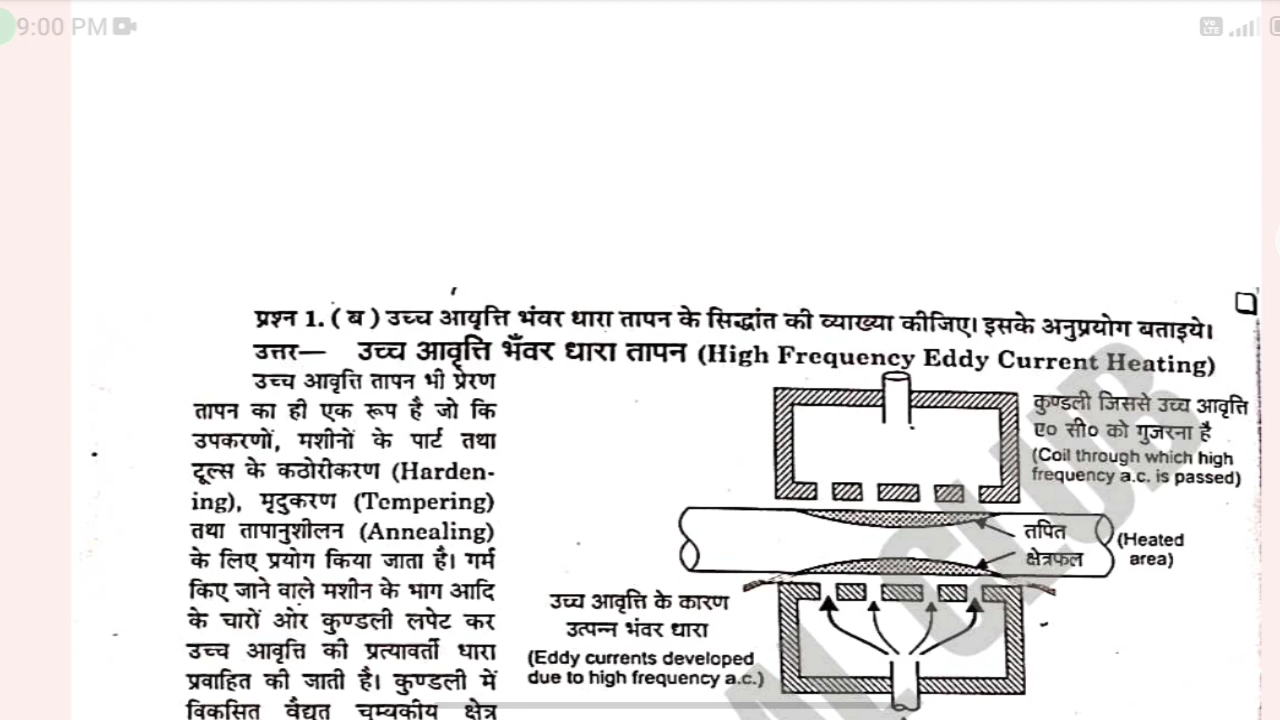 9:00 PM
Vo
LTE
प्रश्न 1. ( ब ) उच्च आवृत्ति भंवर धारा तापन के सिद्धांत की व्याख्या कीजिए। इसके अनुप्रयोग बताइये।
उत्तर— उच्च आवृत्ति भँवर धारा तापन (High Frequency Eddy Current Heating)
उच्च आवृत्ति तापन भी प्रेरण
तापन का ही एक रूप है जो कि
उपकरणों, मशीनों के पार्ट तथा
टूल्स के कठोरीकरण (Harden-
ing), मृदुकरण (Tempering)
तथा तापानुशीलन (Annealing)
के लिए प्रयोग किया जाता है। गर्म
किए जाने वाले मशीन के भाग आदि
के चारों ओर कुण्डली लपेट कर
उच्च आवृत्ति की प्रत्यावर्ती धारा
प्रवाहित की जाती है। कुण्डली में
विकसित वैद्युत चुम्बकीय क्षेत्र
कुण्डली जिससे उच्च आवृत्ति
ए० सी० को गुजरना है
(Coil through which high
frequency a.c. is passed)
तपित
क्षेत्रफल
(Heated
area)
उच्च आवृत्ति के कारण
उत्पन्न भंवर धारा
(Eddy currents developed
due to high frequency a.c.)
CLUB